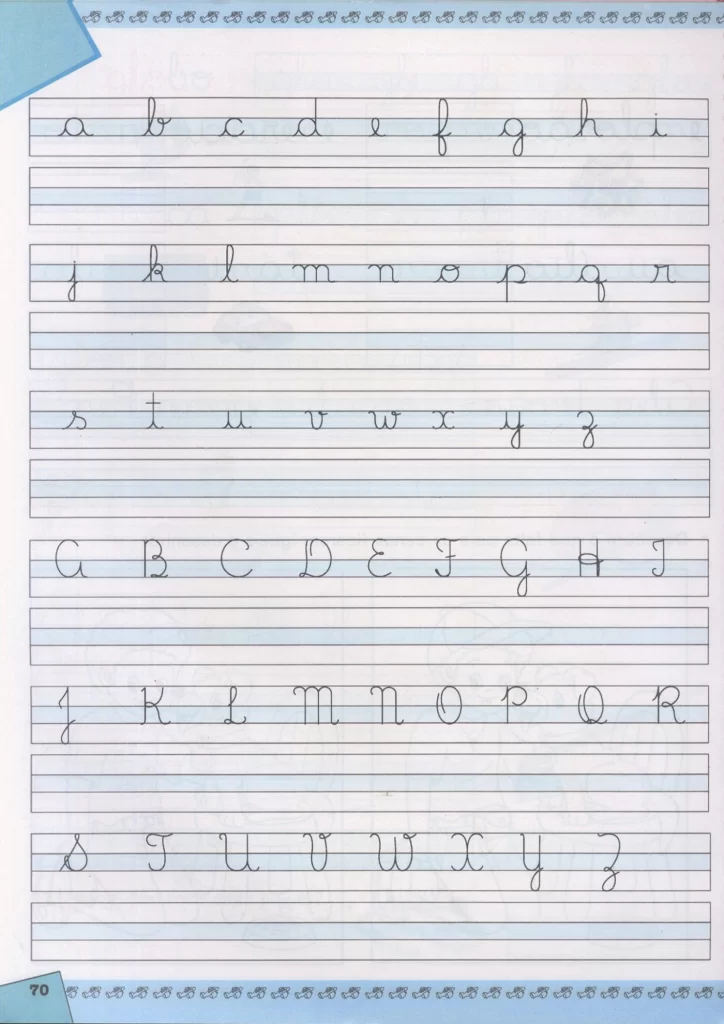 a b c d e f g h i
j k l m n o p q r
s t u v w x y z
A B C D E F G H I
J K L M N O P Q R
S T U V W X Y Z
70